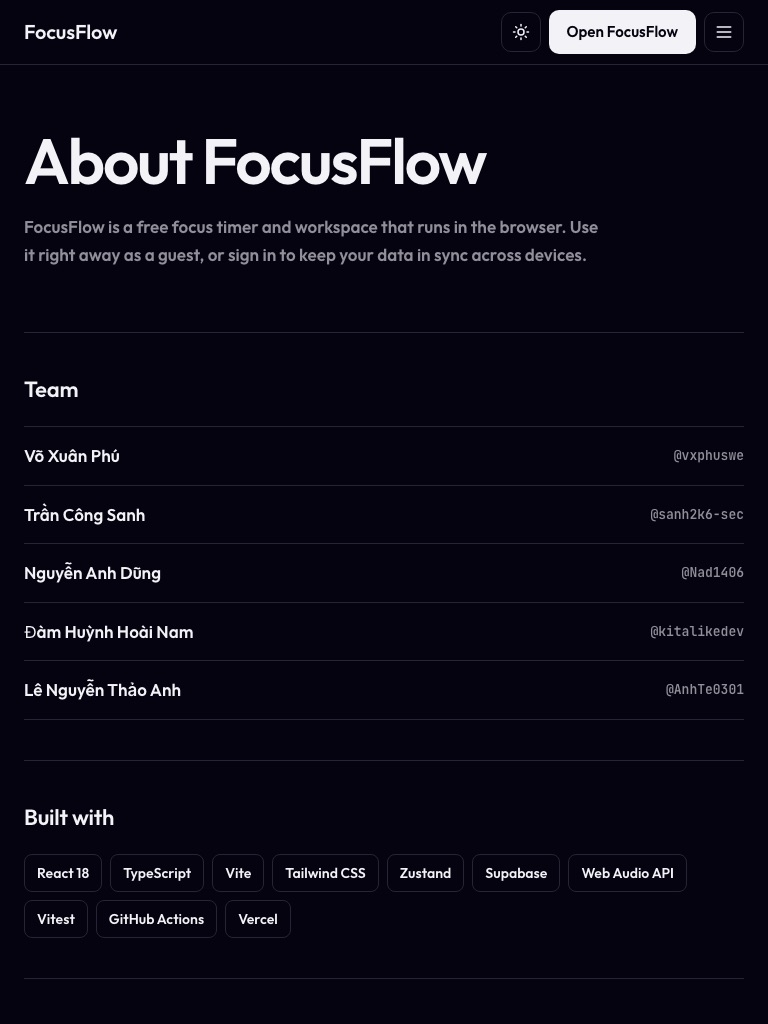 FocusFlow
Open FocusFlow
About FocusFlow
FocusFlow is a free focus timer and workspace that runs in the browser. Use
it right away as a guest, or sign in to keep your data in sync across devices.
Team
Võ Xuân Phú @vxphuswe
Trần Công Sanh @sanh2k6-sec
Nguyễn Anh Dũng @Nad1406
Đàm Huỳnh Hoài Nam @kitalikedev
Lê Nguyễn Thảo Anh @AnhTe0301
Built with
React 18 TypeScript Vite Tailwind CSS Zustand Supabase Web Audio API
Vitest GitHub Actions Vercel